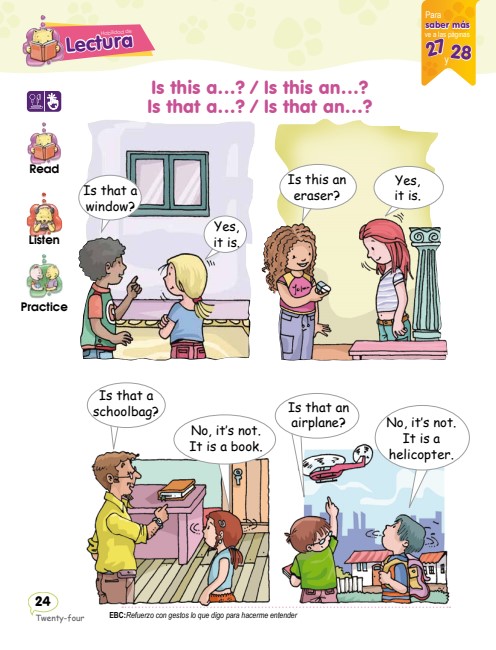 Habilidad de
Lectura
Para
saber más
ve a las páginas
27
y
28
Is this a...? / Is this an...?
Is that a...? / Is that an...?
Read
Listen
Practice
Is that a
window?
Yes,
it is.
Is this an
eraser?
Yes,
it is.
Is that a
schoolbag?
No, it's not.
It is a book.
Is that an
airplane?
No, it's not.
It is a
helicopter.
24
Twenty-four
EBC:Refuerzo con gestos lo que digo para hacerme entender